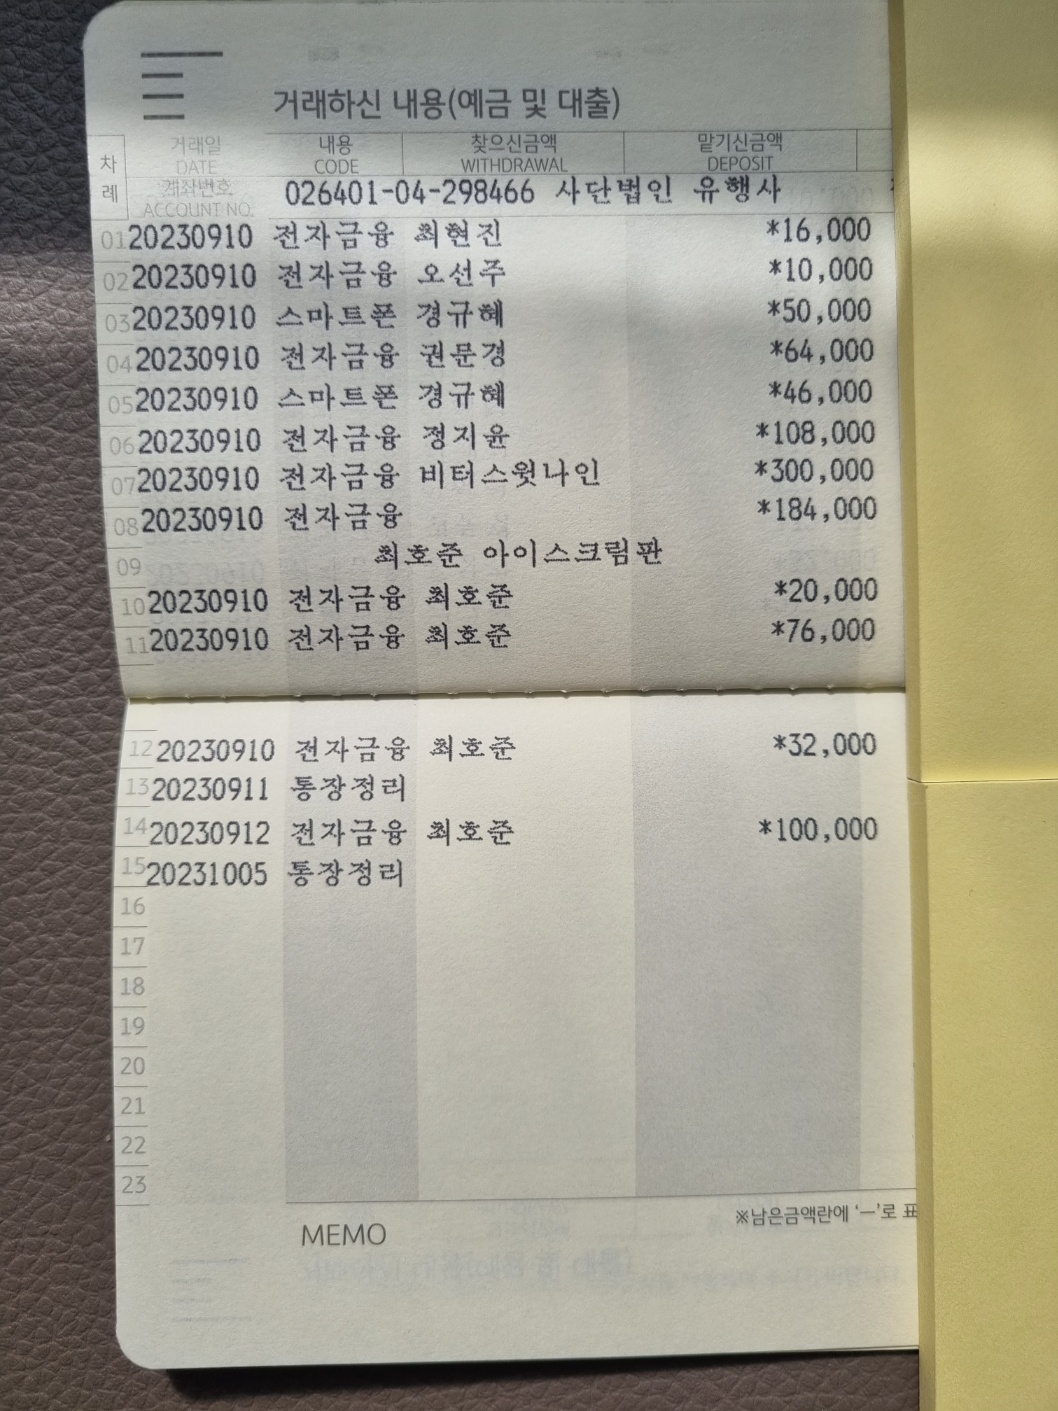 거래하신 내용(예금 및 대출)
차례 거래일 내용 찾으신금액 맡기신금액
DATE CODE WITHDRAWAL DEPOSIT
계좌번호 026401-04-298466 사단법인 유행사
ACCOUNT NO.
01 20230910 전자금융 최현진 *16,000
02 20230910 전자금융 오선주 *10,000
03 20230910 스마트폰 경규혜 *50,000
04 20230910 전자금융 권문경 *64,000
05 20230910 스마트폰 경규혜 *46,000
06 20230910 전자금융 정지윤 *108,000
07 20230910 전자금융 비터스윗나인 *300,000
08 20230910 전자금융 *184,000
09 최호준 아이스크림판
10 20230910 전자금융 최호준 *20,000
11 20230910 전자금융 최호준 *76,000
12 20230910 전자금융 최호준 *32,000
13 20230911 통장정리
14 20230912 전자금융 최호준 *100,000
15 20231005 통장정리
16
17
18
19
20
21
22
23
※남은금액란에 ‘—’로 표
MEMO